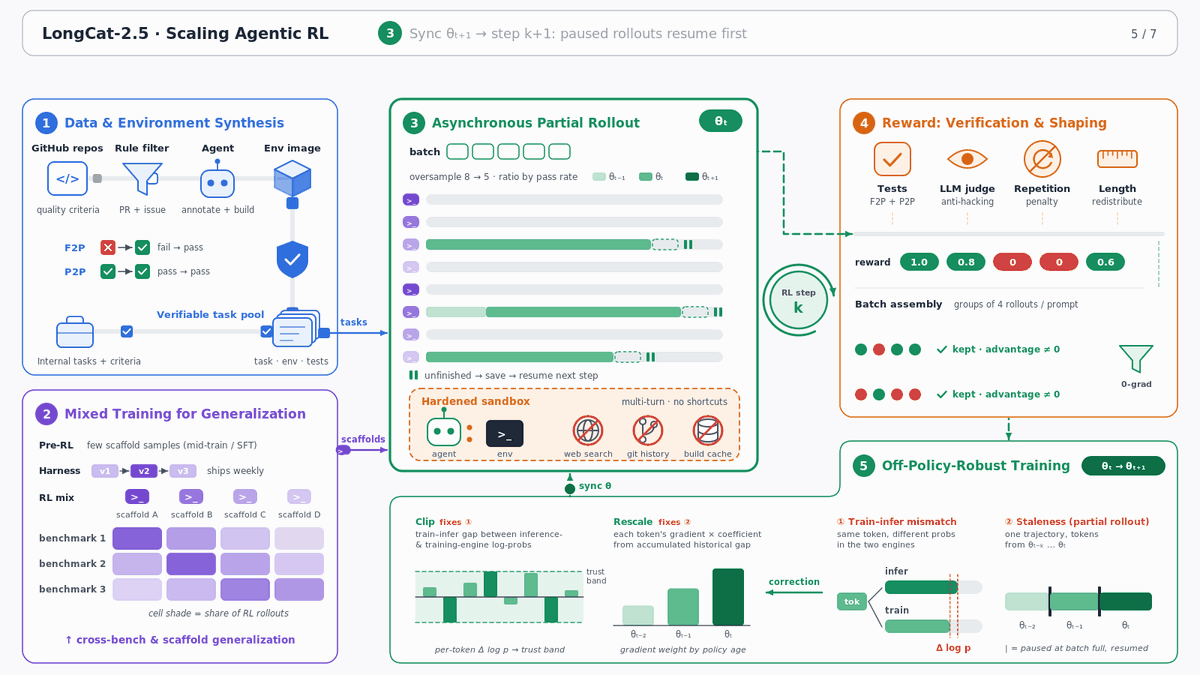 LongCat-2.5 · Scaling Agentic RL
3 Sync θₜ₊₁ → step k+1: paused rollouts resume first
5 / 7
1 Data & Environment Synthesis
GitHub repos Rule filter Agent Env image
</>
quality criteria PR + issue annotate + build
F2P fail → pass
P2P pass → pass
Verifiable task pool
Internal tasks + criteria task · env · tests
tasks
2 Mixed Training for Generalization
Pre-RL few scaffold samples (mid-train / SFT)
Harness v1 v2 v3 ships weekly
RL mix >_ >_ >_ >_
scaffold A scaffold B scaffold C scaffold D
benchmark 1
benchmark 2
benchmark 3
cell shade = share of RL rollouts
↑ cross-bench & scaffold generalization
scaffolds
3 Asynchronous Partial Rollout θₜ
batch
oversample 8 → 5 · ratio by pass rate θₜ₋₁ θₜ θₜ₊₁
>_
>_
>_
>_
>_
>_
>_
>_
unfinished → save → resume next step
Hardened sandbox multi-turn · no shortcuts
>_
agent env web search git history build cache
sync θ
RL step
k
4 Reward: Verification & Shaping
Tests LLM judge Repetition Length
F2P + P2P anti-hacking penalty redistribute
reward 1.0 0.8 0 0 0.6
Batch assembly groups of 4 rollouts / prompt
kept · advantage ≠ 0
0-grad
kept · advantage ≠ 0
5 Off-Policy-Robust Training θₜ → θₜ₊₁
Clip fixes ①
train–infer gap between inference-
& training-engine log-probs
trust
band
per-token Δ log p → trust band
Rescale fixes ②
each token's gradient × coefficient
from accumulated historical gap
θₜ₋₂ θₜ₋₁ θₜ
gradient weight by policy age
correction
① Train–infer mismatch
same token, different probs
in the two engines
infer
tok
train
Δ log p
② Staleness (partial rollout)
one trajectory, tokens
from θₜ₋ₖ … θₜ
θₜ₋₂ θₜ₋₁ θₜ
| = paused at batch full, resumed